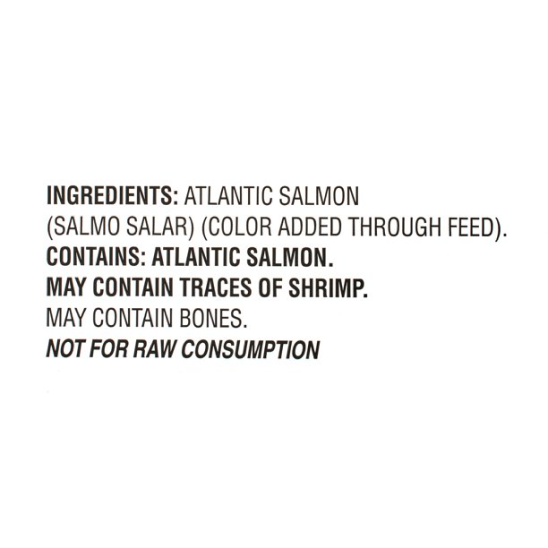 INGREDIENTS: ATLANTIC SALMON
(SALMO SALAR) (COLOR ADDED THROUGH FEED).
CONTAINS: ATLANTIC SALMON.
MAY CONTAIN TRACES OF SHRIMP.
MAY CONTAIN BONES.
NOT FOR RAW CONSUMPTION